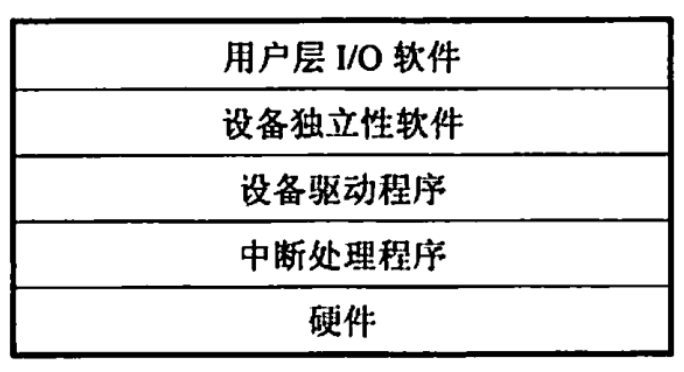 用户层 I/O 软件
设备独立性软件
设备驱动程序
中断处理程序
硬件